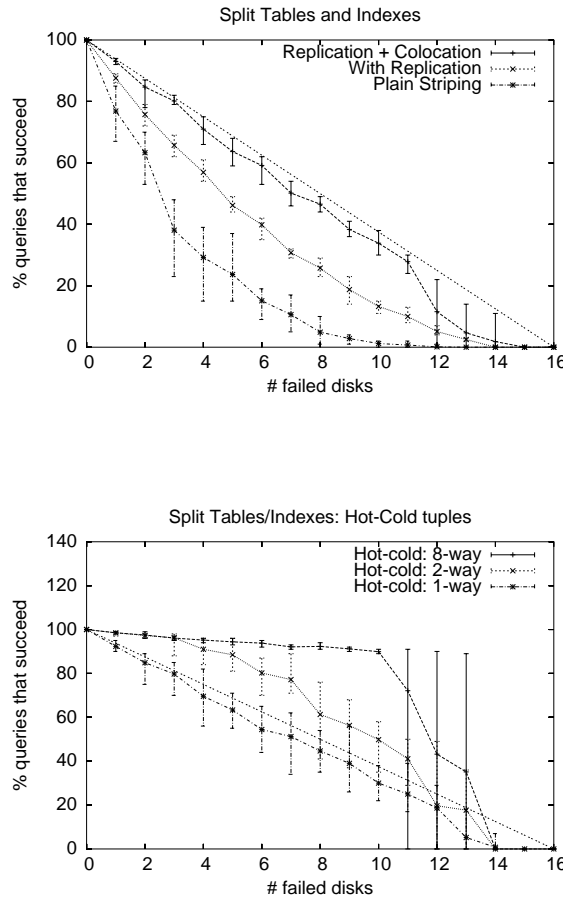 Split Tables and Indexes
100
80
60
40
20
0
% queries that succeed
Replication + Colocation
With Replication
Plain Striping
0 2 4 6 8 10 12 14 16
# failed disks
Split Tables/Indexes: Hot-Cold tuples
140
120
100
80
60
40
20
0
% queries that succeed
Hot-cold: 8-way
Hot-cold: 2-way
Hot-cold: 1-way
0 2 4 6 8 10 12 14 16
# failed disks